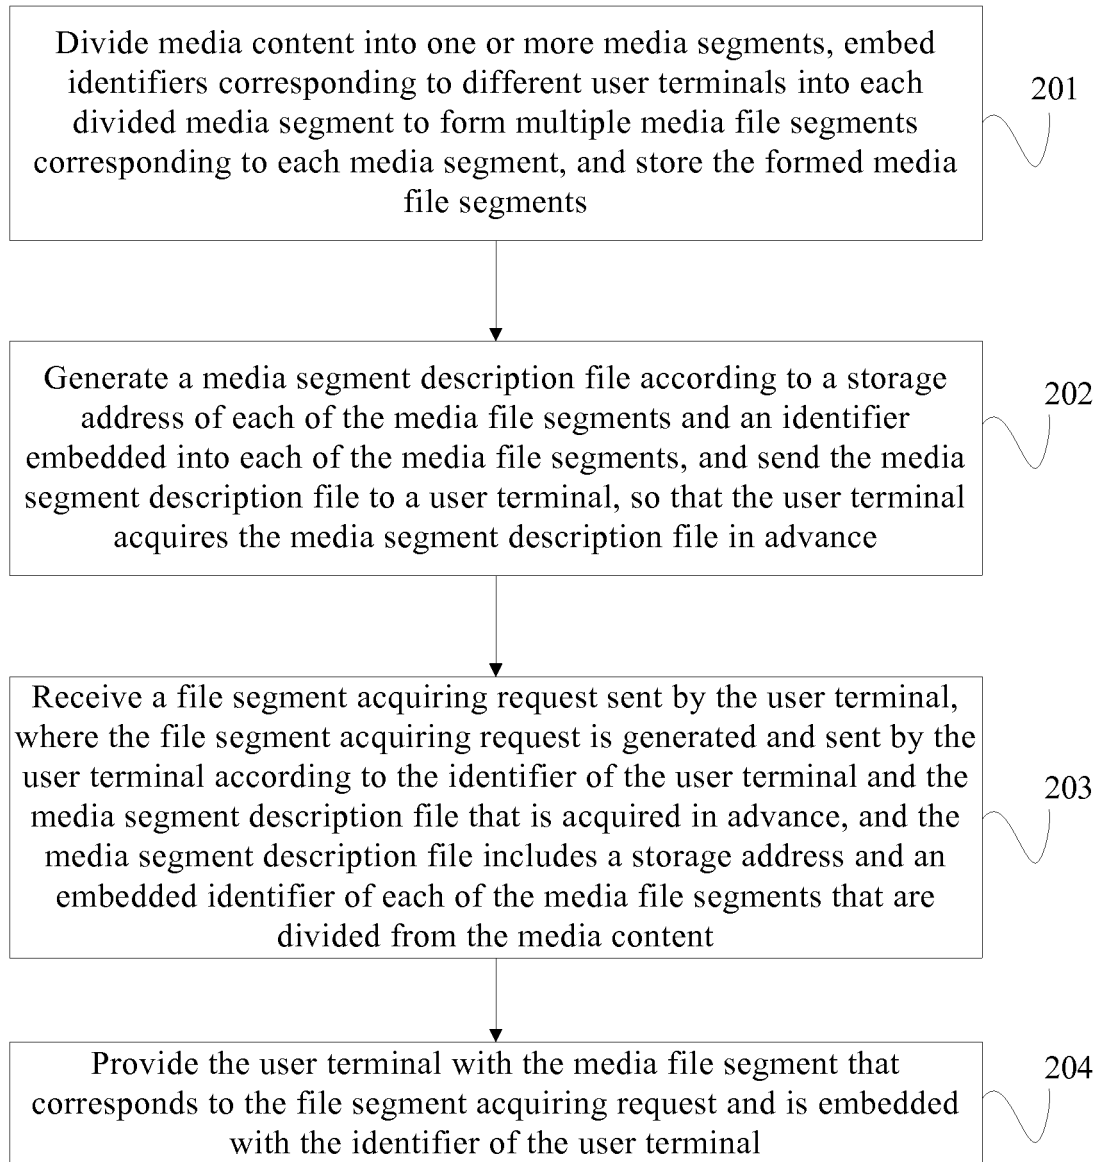 Divide media content into one or more media segments, embed
identifiers corresponding to different user terminals into each
divided media segment to form multiple media file segments
corresponding to each media segment, and store the formed media
file segments
201
Generate a media segment description file according to a storage
address of each of the media file segments and an identifier
embedded into each of the media file segments, and send the media
segment description file to a user terminal, so that the user terminal
acquires the media segment description file in advance
202
Receive a file segment acquiring request sent by the user terminal,
where the file segment acquiring request is generated and sent by the
user terminal according to the identifier of the user terminal and the
media segment description file that is acquired in advance, and the
media segment description file includes a storage address and an
embedded identifier of each of the media file segments that are
divided from the media content
203
Provide the user terminal with the media file segment that
corresponds to the file segment acquiring request and is embedded
with the identifier of the user terminal
204